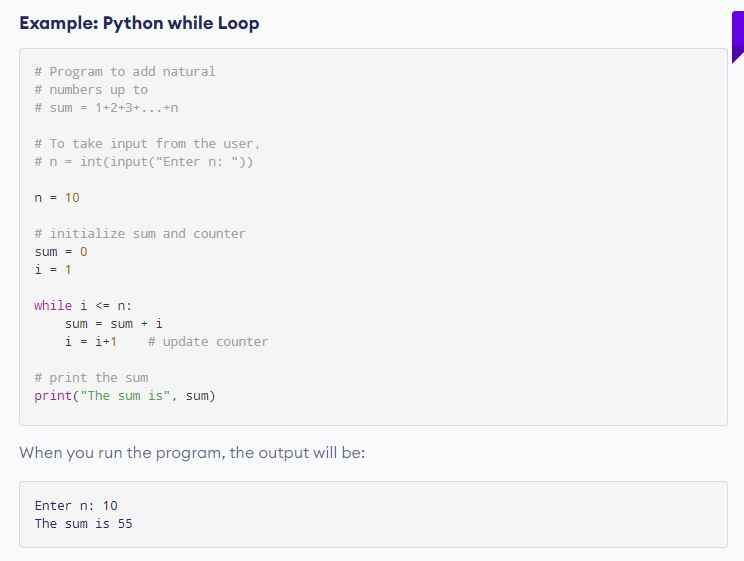 Example: Python while Loop
# Program to add natural
# numbers up to
# sum = 1+2+3+...+n
# To take input from the user,
# n = int(input("Enter n: "))
n = 10
# initialize sum and counter
sum = 0
i = 1
while i <= n:
    sum = sum + i
    i = i+1    # update counter
# print the sum
print("The sum is", sum)
When you run the program, the output will be:
Enter n: 10
The sum is 55